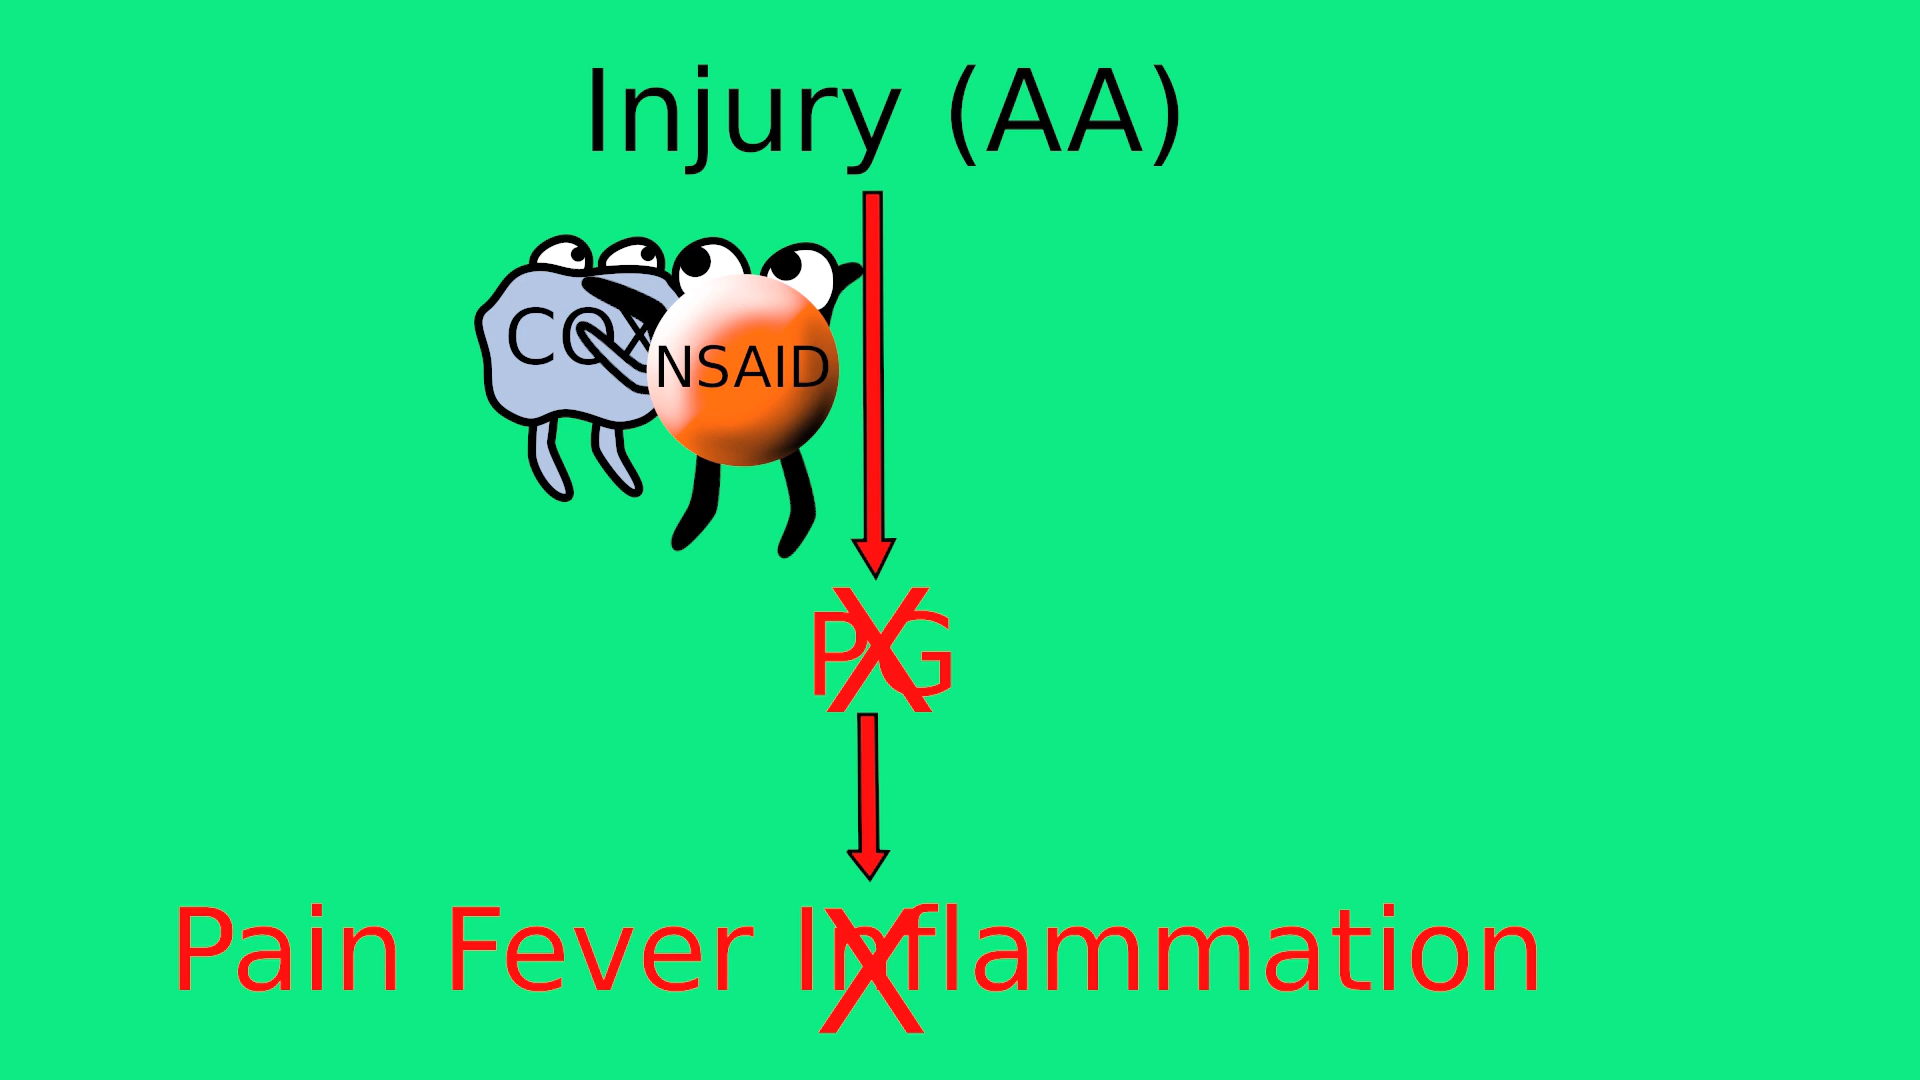 Injury (AA)
COX
NSAID
PG
X
Pain Fever Inflammation
X